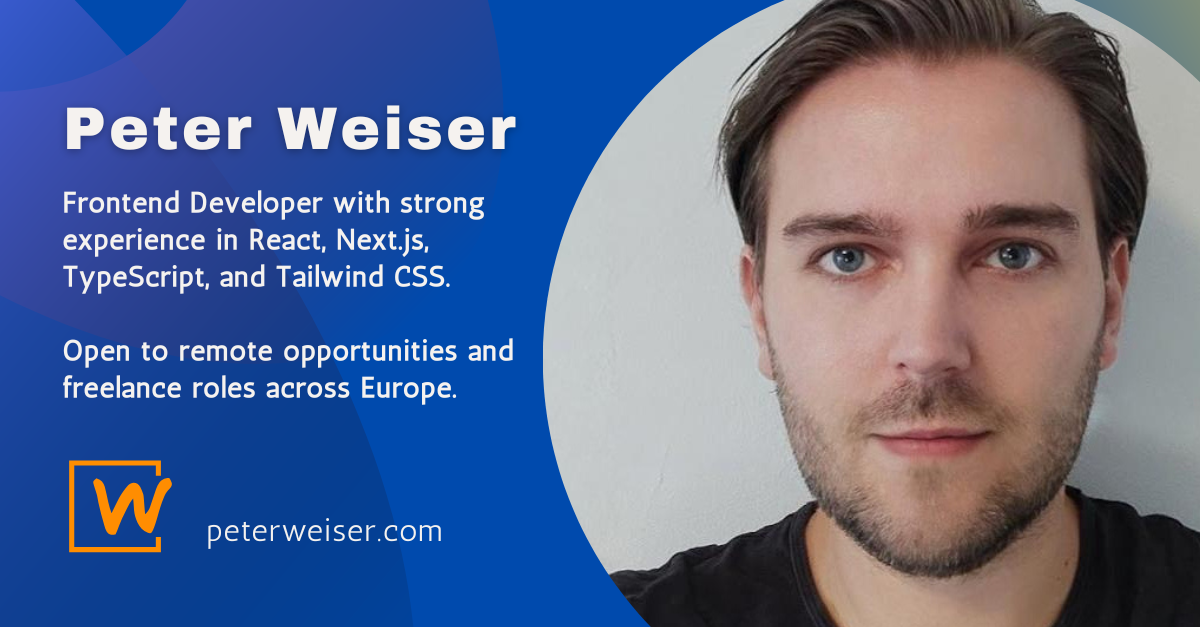 Peter Weiser
Frontend Developer with strong
experience in React, Next.js,
TypeScript, and Tailwind CSS.
Open to remote opportunities and
freelance roles across Europe.
W
peterweiser.com